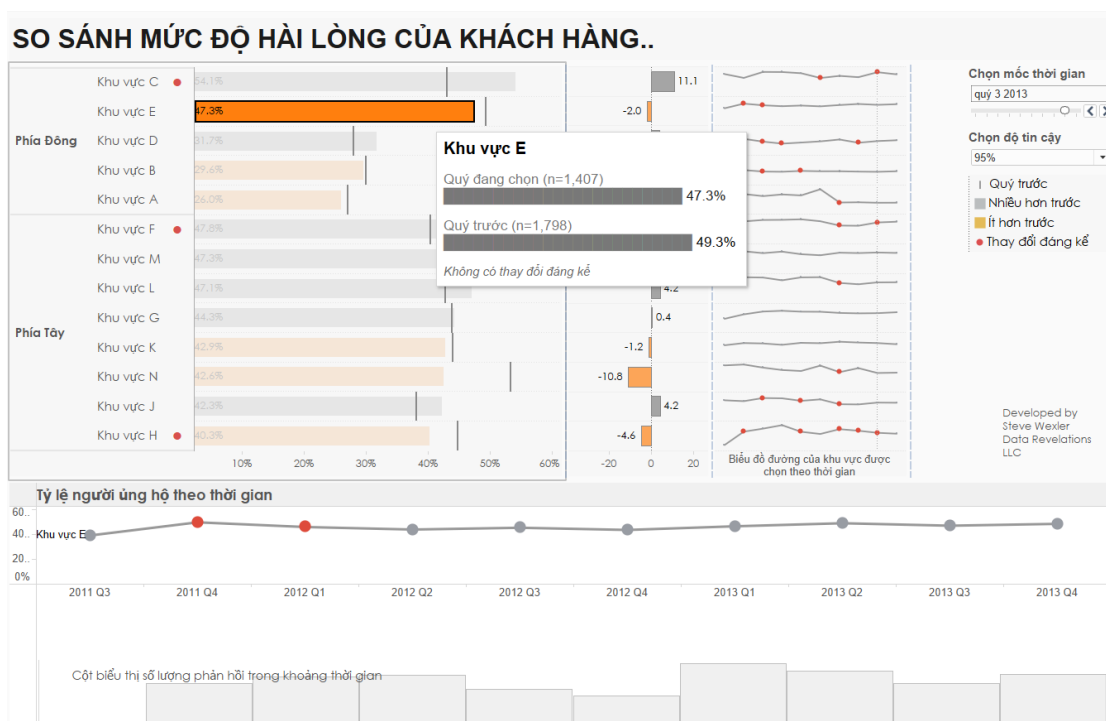 SO SÁNH MỨC ĐỘ HÀI LÒNG CỦA KHÁCH HÀNG..
Phía Đông
Khu vực C 54.1% 11.1
Khu vực E 47.3% -2.0
Khu vực D 31.7%
Khu vực B 29.6%
Khu vực A 26.0%
Phía Tây
Khu vực F 47.8%
Khu vực M 47.3%
Khu vực L 47.1% 4.2
Khu vực G 44.3% 0.4
Khu vực K 42.9% -1.2
Khu vực N 42.6% -10.8
Khu vực J 42.3% 4.2
Khu vực H 40.3% -4.6
10% 20% 30% 40% 50% 60%
-20 0 20
Biểu đồ đường của khu vực được
chọn theo thời gian
Khu vực E
Quý đang chọn (n=1,407)
47.3%
Quý trước (n=1,798)
49.3%
Không có thay đổi đáng kể
Chọn mốc thời gian
quý 3 2013
Chọn độ tin cậy
95%
Quý trước
Nhiều hơn trước
Ít hơn trước
Thay đổi đáng kể
Developed by
Steve Wexler
Data Revelations
LLC
Tỷ lệ người ủng hộ theo thời gian
60..
40..
20..
0%
Khu vực E
2011 Q3 2011 Q4 2012 Q1 2012 Q2 2012 Q3 2012 Q4 2013 Q1 2013 Q2 2013 Q3 2013 Q4
Cột biểu thị số lượng phản hồi trong khoảng thời gian